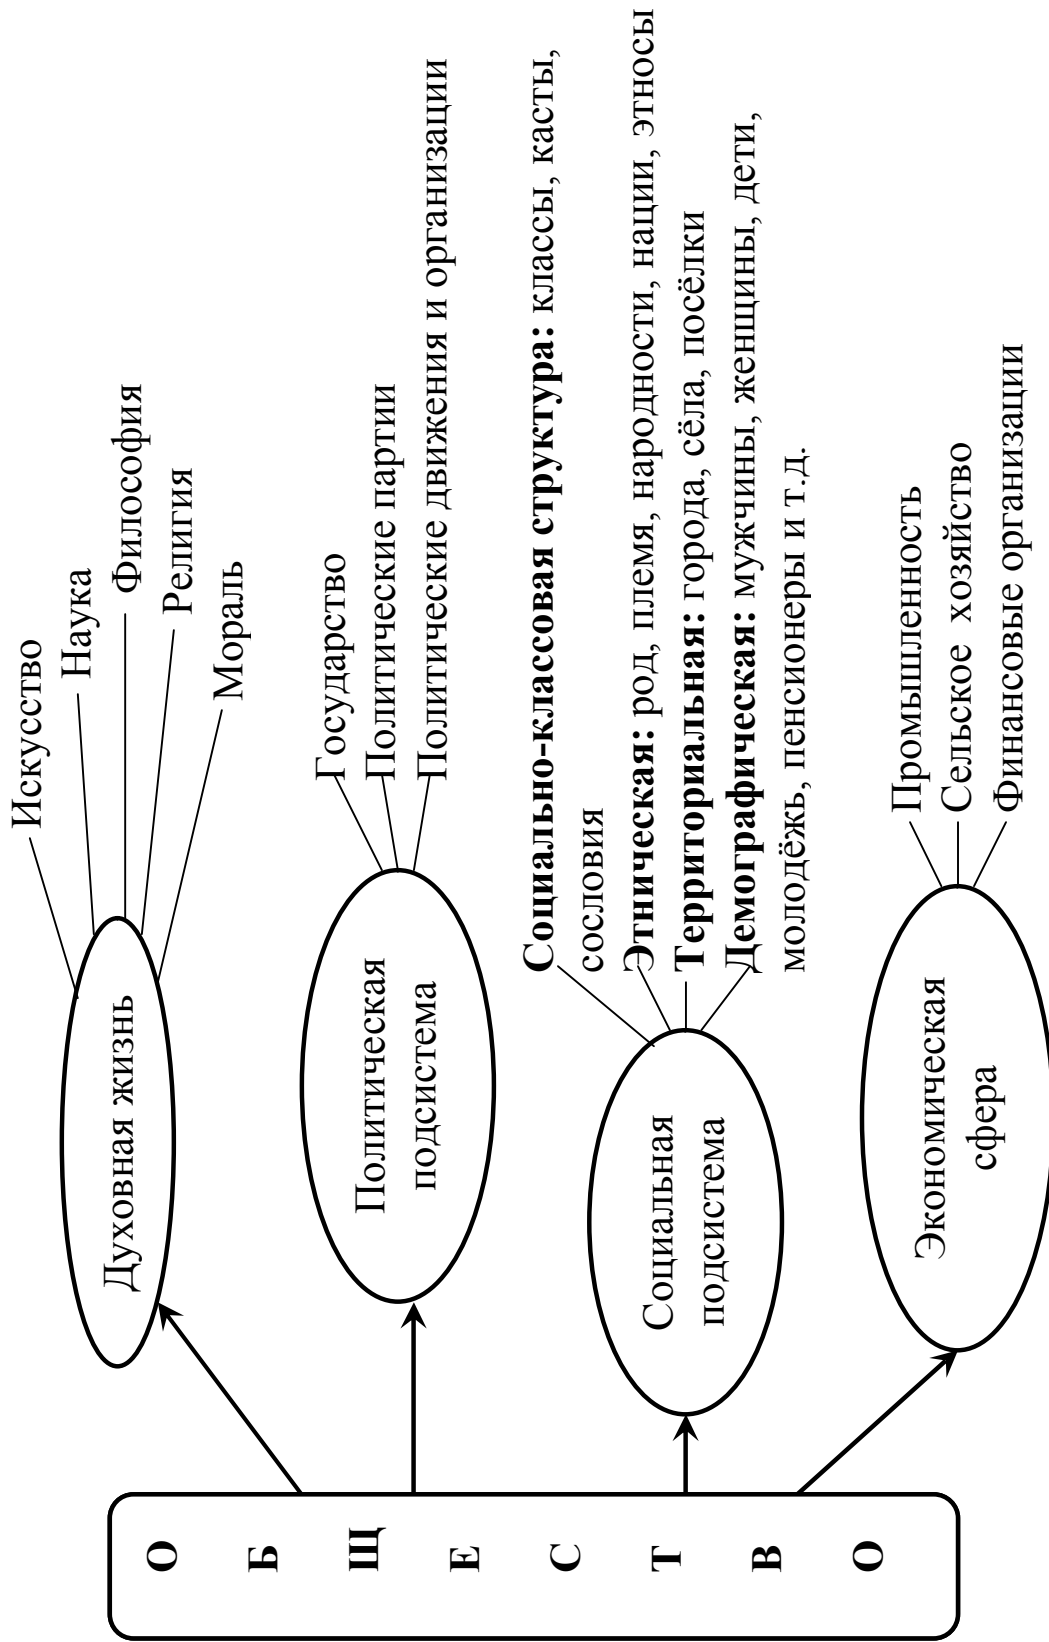 О
Б
Щ
Е
С
Т
В
О
Духовная жизнь
Искусство
Наука
Философия
Религия
Мораль
Политическая
подсистема
Государство
Политические партии
Политические движения и организации
Социальная
подсистема
Социально-классовая структура: классы, касты,
сословия
Этническая: род, племя, народности, нации, этносы
Территориальная: города, сёла, посёлки
Демографическая: мужчины, женщины, дети,
молодёжь, пенсионеры и т.д.
Экономическая
сфера
Промышленность
Сельское хозяйство
Финансовые организации